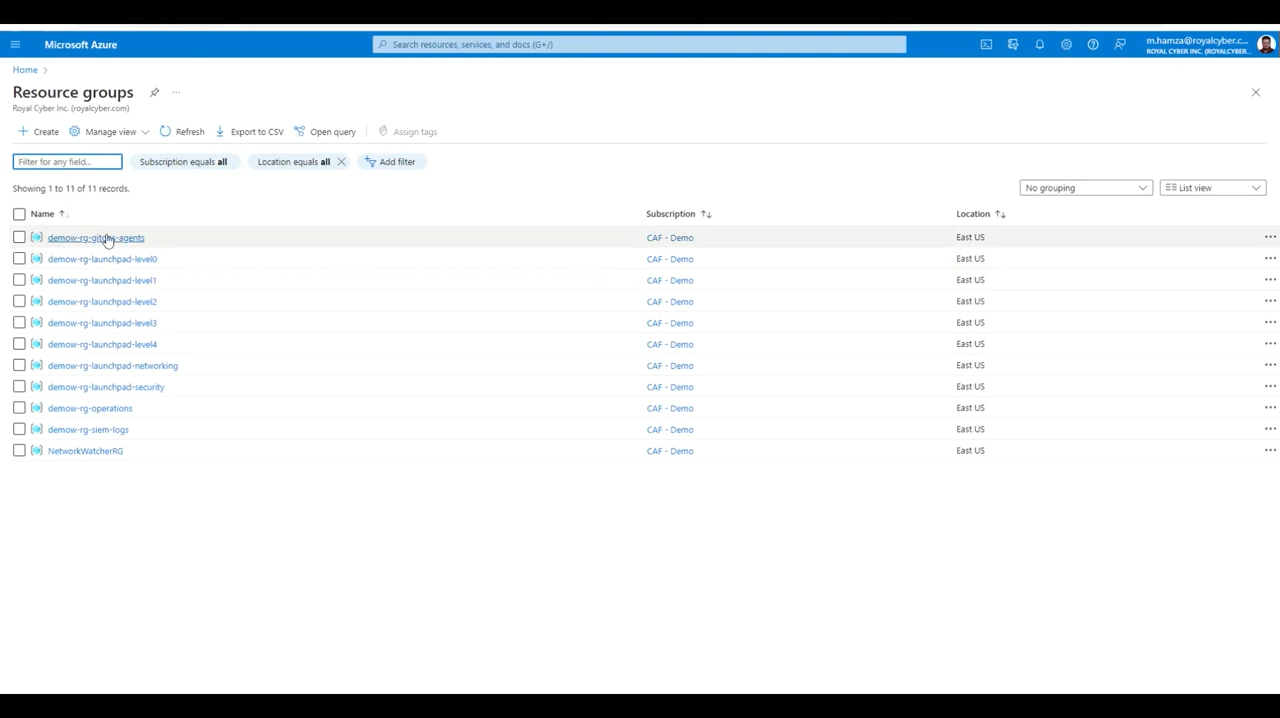 Microsoft Azure
Search resources, services, and docs (G+/)
m.hamza@royalcyber.c...
ROYAL CYBER INC. (ROYALCYBER....
Home
Resource groups
Royal Cyber Inc. (royalcyber.com)
Create
Manage view
Refresh
Export to CSV
Open query
Assign tags
Filter for any field...
Subscription equals all
Location equals all
Add filter
Showing 1 to 11 of 11 records.
No grouping
List view
Name
Subscription
Location
CAF - Demo
East US
demow-rg-launchpad-level0
CAF - Demo
East US
demow-rg-launchpad-level1
CAF - Demo
East US
demow-rg-launchpad-level2
CAF - Demo
East US
demow-rg-launchpad-level3
CAF - Demo
East US
demow-rg-launchpad-level4
CAF - Demo
East US
demow-rg-launchpad-networking
CAF - Demo
East US
demow-rg-launchpad-security
CAF - Demo
East US
demow-rg-operations
CAF - Demo
East US
demow-rg-siem-logs
CAF - Demo
East US
NetworkWatcherRG
CAF - Demo
East US